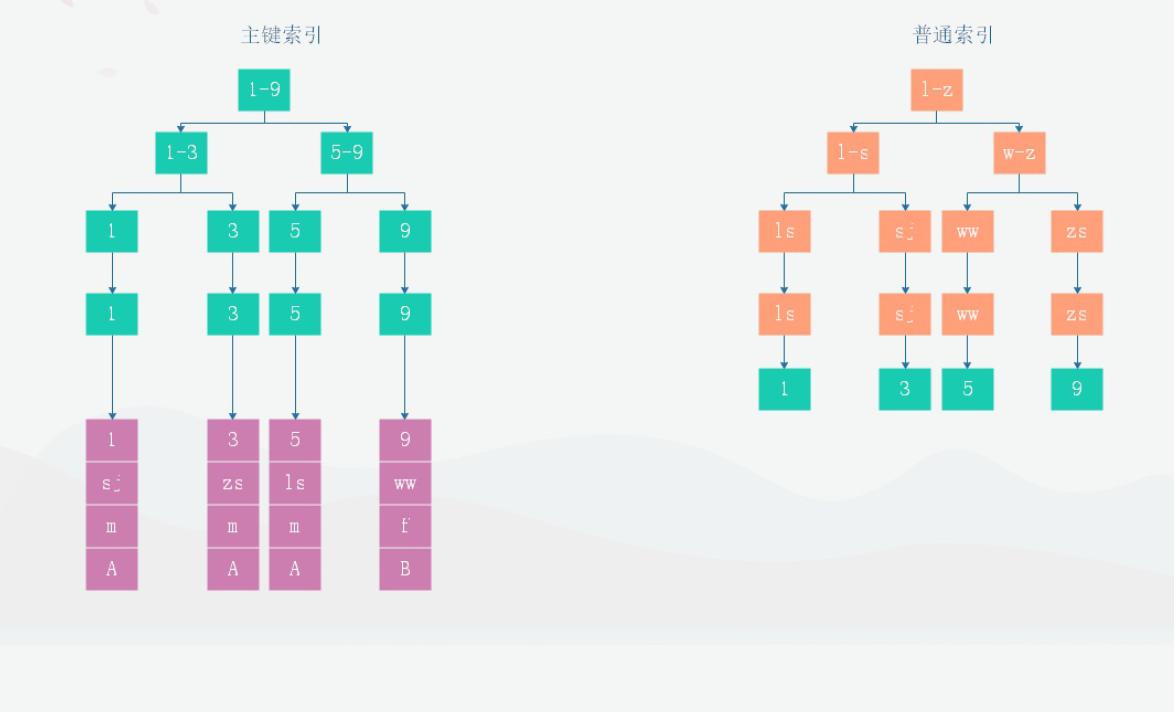 主键索引 普通索引
1-9 l-z
1-3 5-9 l-s w-z
1 3 5 9 ls sj ww zs
1 3 5 9 ls sj ww zs
1 3 5 9
1 3 5 9
sj zs ls ww
m m m f
A A A B